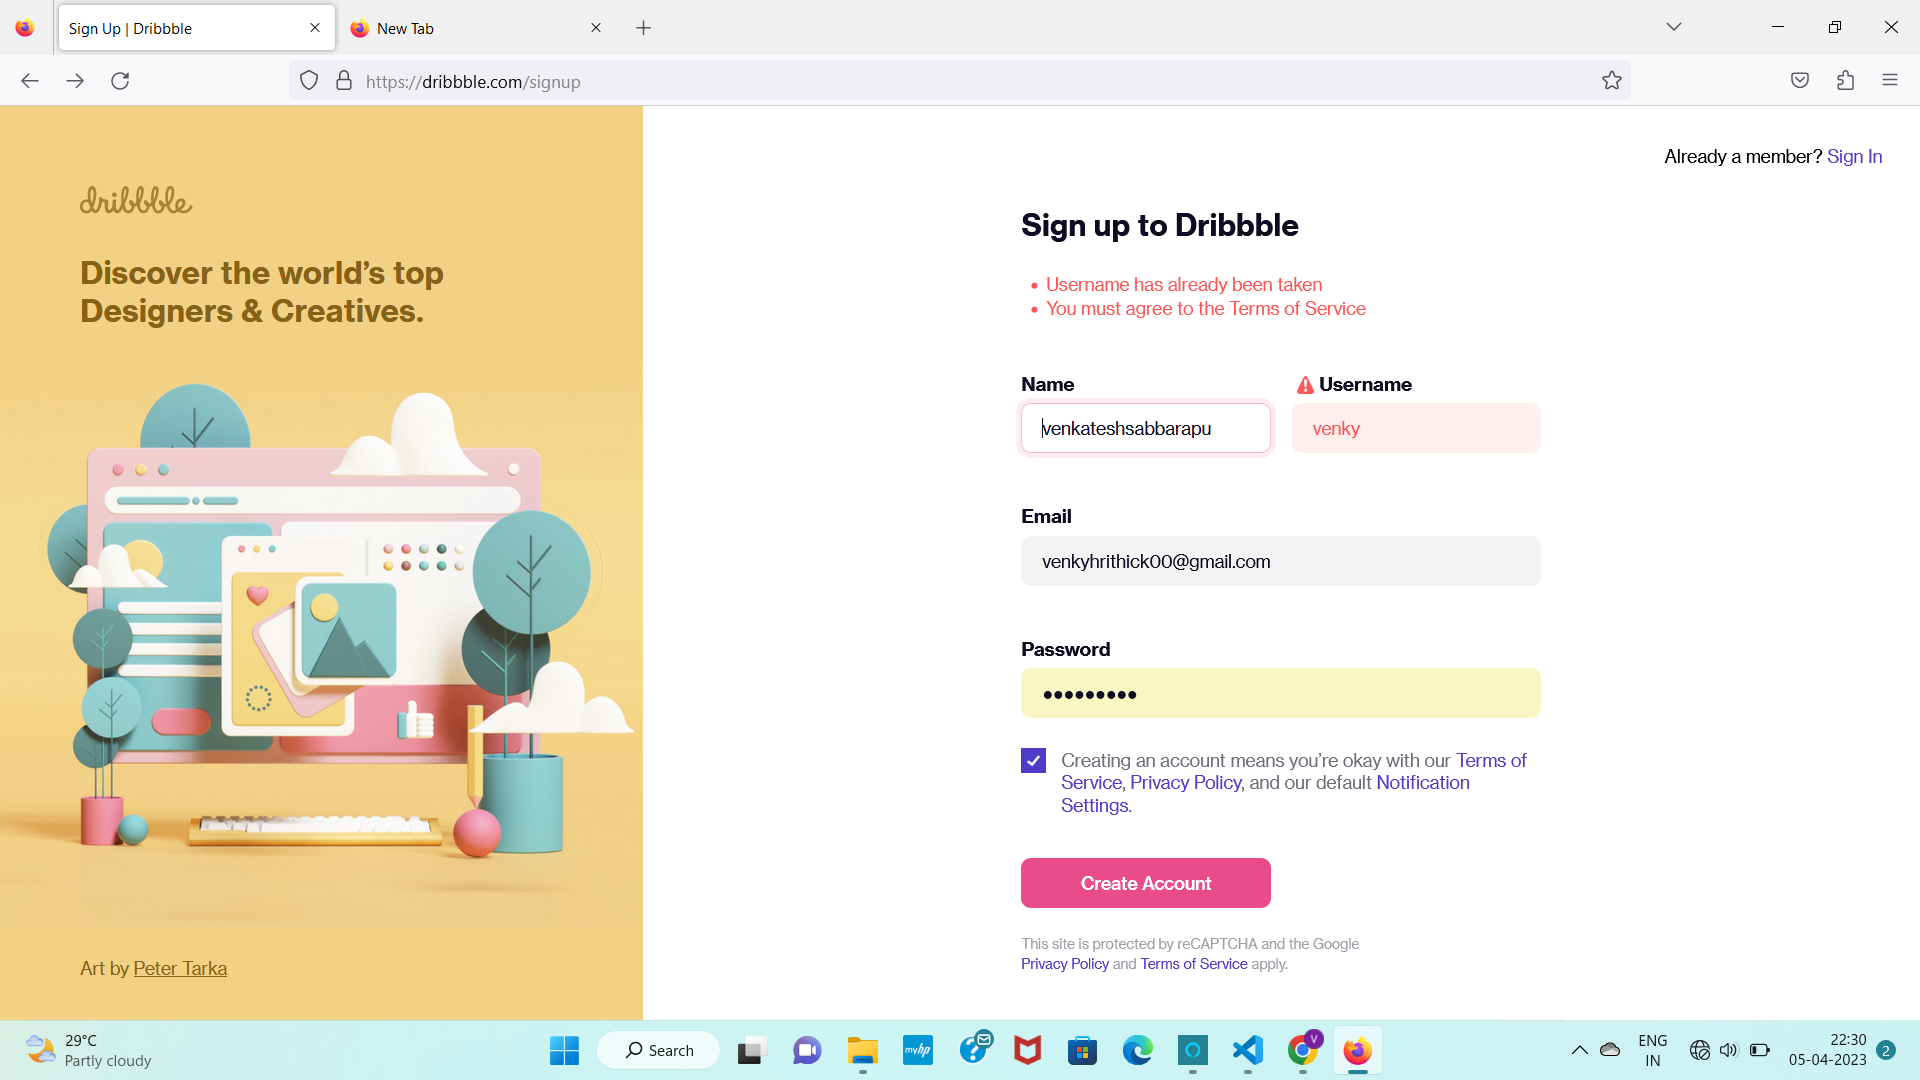 Sign Up | Dribbble
New Tab
https://dribbble.com/signup
dribbble
Discover the world’s top
Designers & Creatives.
Art by Peter Tarka
Already a member? Sign In
Sign up to Dribbble
Username has already been taken
You must agree to the Terms of Service
Name
Username
venkateshsabbarapu
venky
Email
venkyhrithick00@gmail.com
Password
Creating an account means you’re okay with our Terms of
Service, Privacy Policy, and our default Notification
Settings.
Create Account
This site is protected by reCAPTCHA and the Google
Privacy Policy and Terms of Service apply.
29°C
Partly cloudy
Search
myhp
V
ENG
IN
22:30
05-04-2023
2